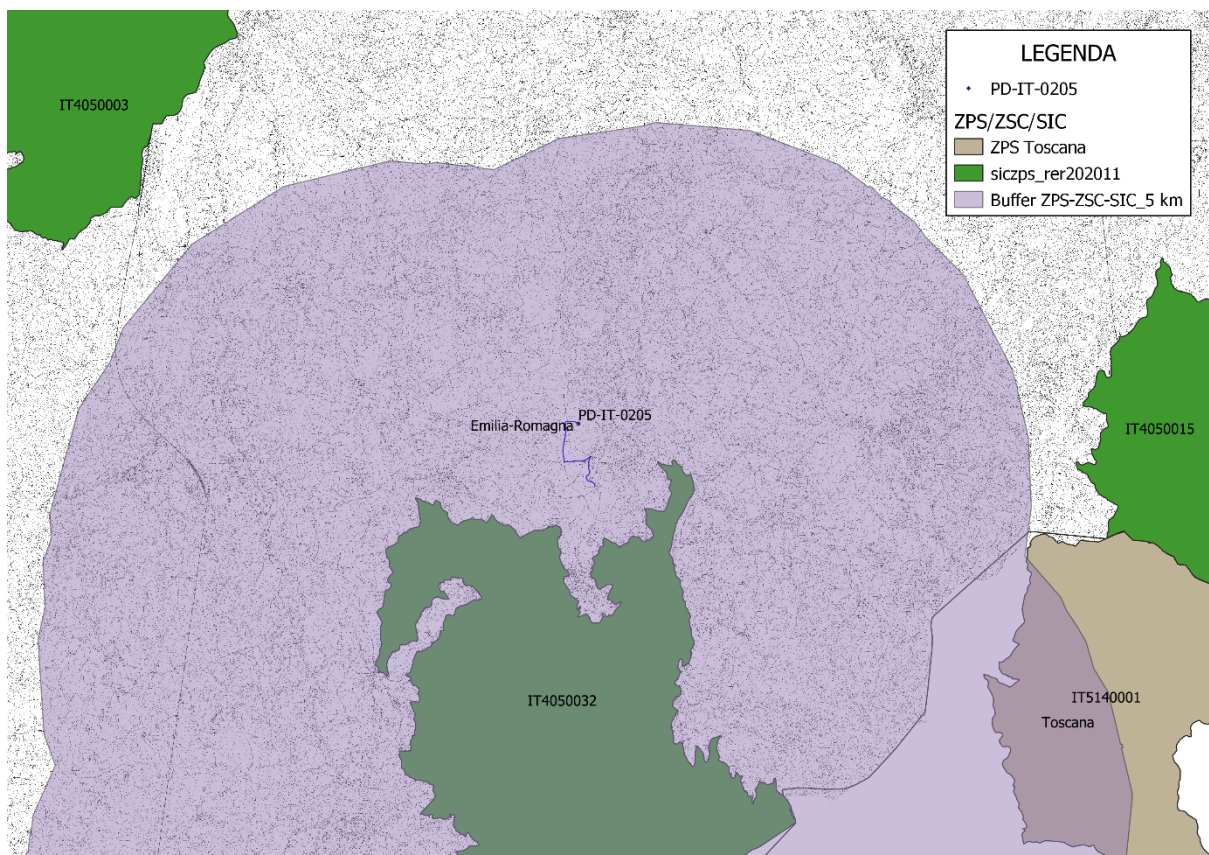 LEGENDA
PD-IT-0205
ZPS/ZSC/SIC
ZPS Toscana
siczps_rer202011
Buffer ZPS-ZSC-SIC_5 km
IT4050003
PD-IT-0205
Emilia-Romagna
IT4050015
IT4050032
IT5140001
Toscana